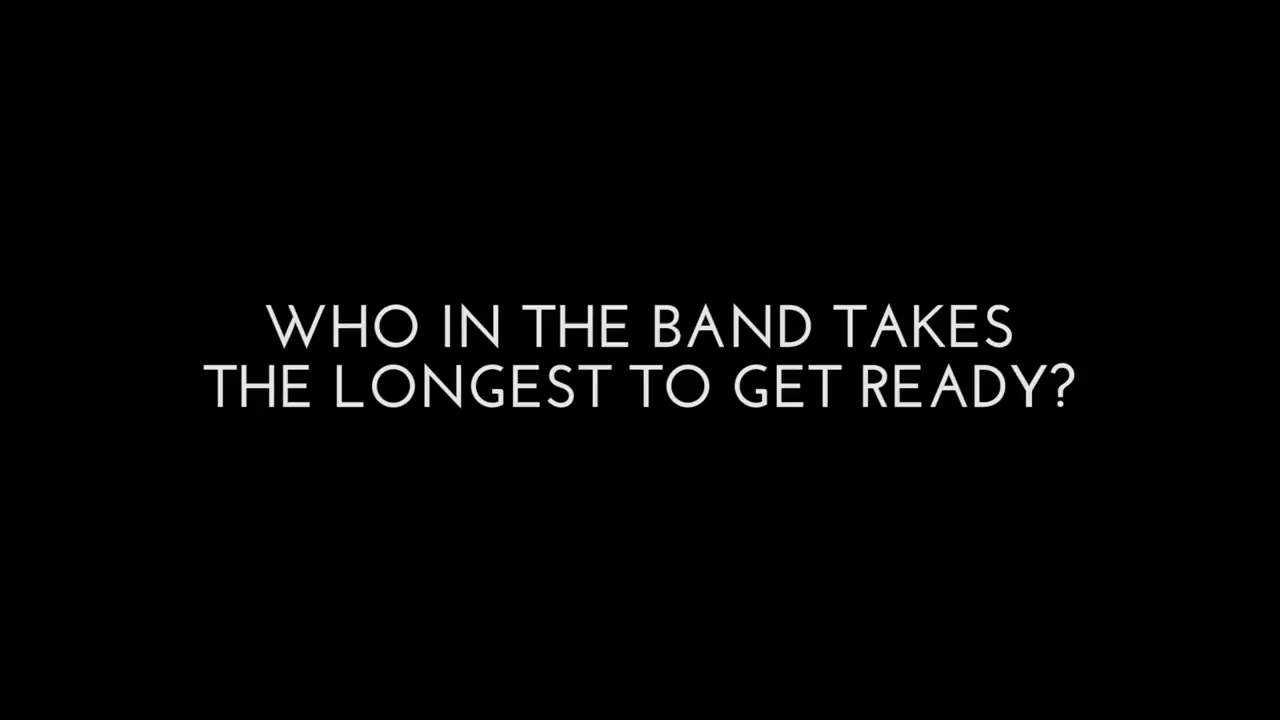 WHO IN THE BAND TAKES
THE LONGEST TO GET READY?